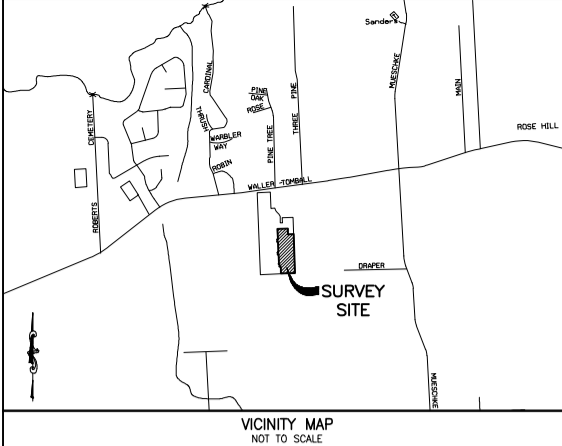 Sanders
CARDINAL
MUESCHKE
MAIN
CEMETERY
THRISH
PINE
OAK
ROSE
THREE PINE
WARBLER
WAY
PINE TREE
ROSE HILL
ROBIN
WALLER -TOMBALL
ROBERTS
DRAPER
SURVEY
SITE
MUESCHKE
VICINITY MAP
NOT TO SCALE